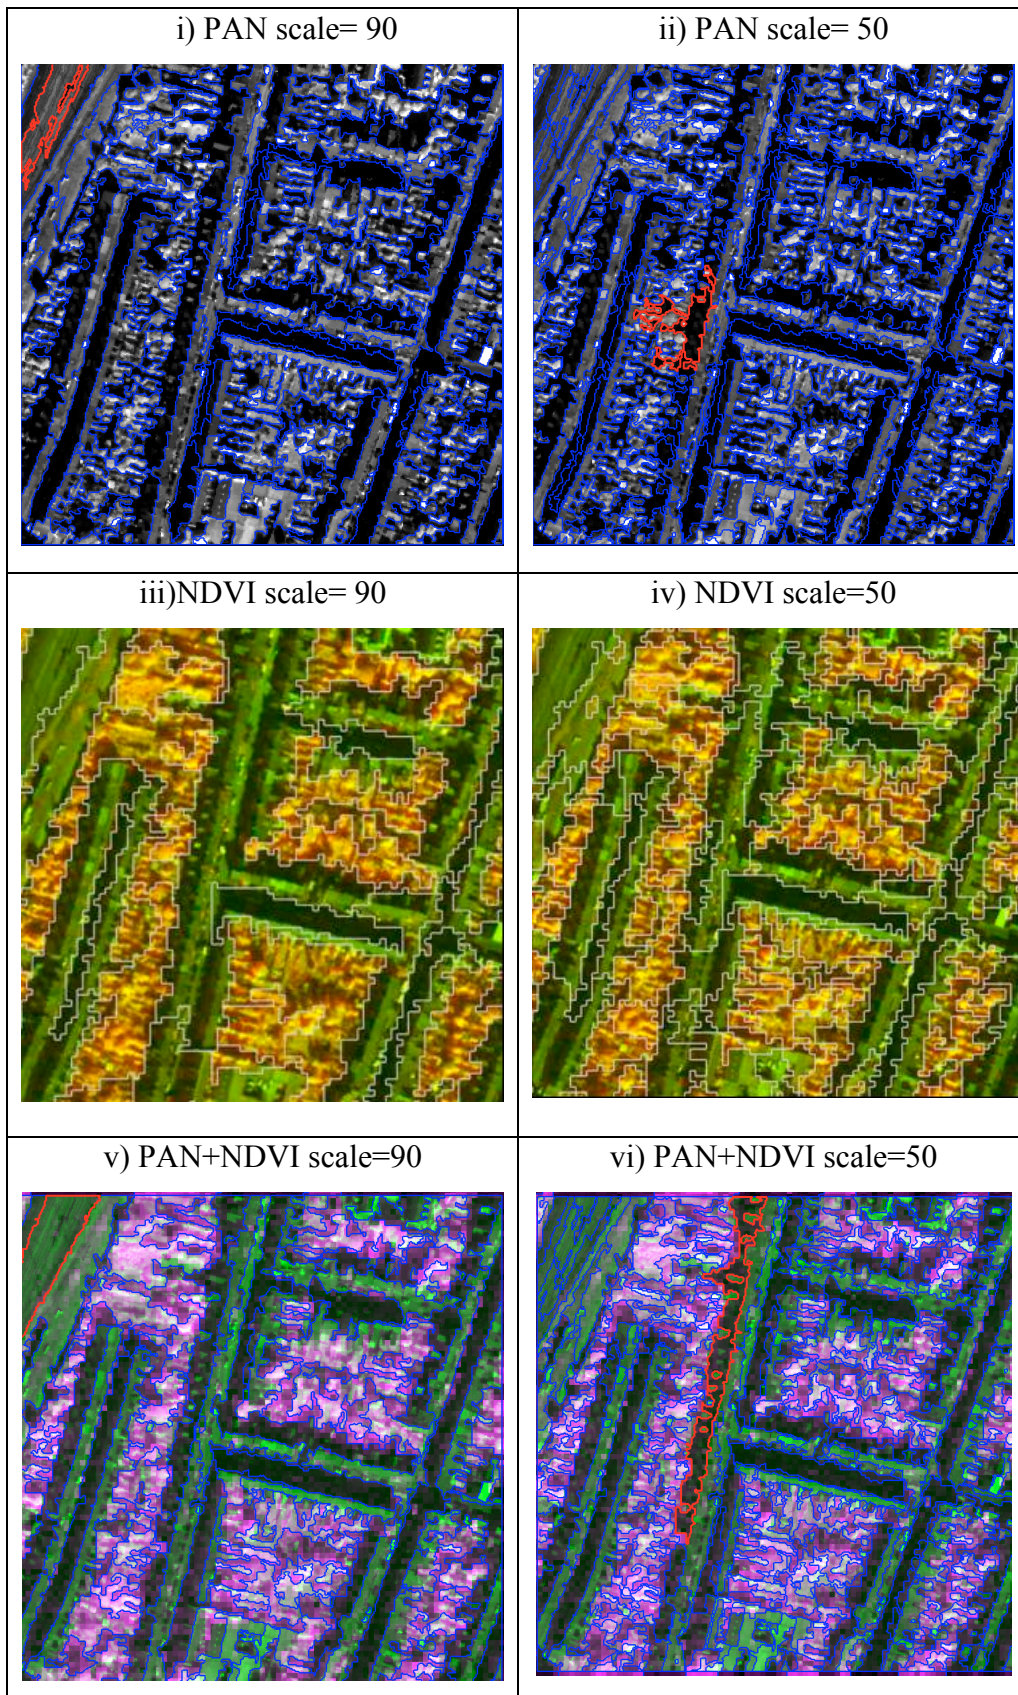 i) PAN scale= 90
ii) PAN scale= 50
iii)NDVI scale= 90
iv) NDVI scale=50
v) PAN+NDVI scale=90
vi) PAN+NDVI scale=50